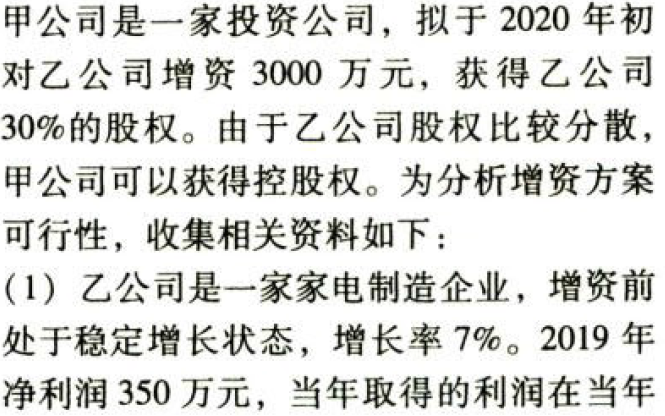 甲公司是一家投资公司，拟于 2020 年初
对乙公司增资 3000 万元，获得乙公司
30%的股权。由于乙公司股权比较分散，
甲公司可以获得控股权。为分析增资方案
可行性，收集相关资料如下：
(1) 乙公司是一家家电制造企业，增资前
处于稳定增长状态，增长率 7%。2019 年
净利润 350 万元，当年取得的利润在当年